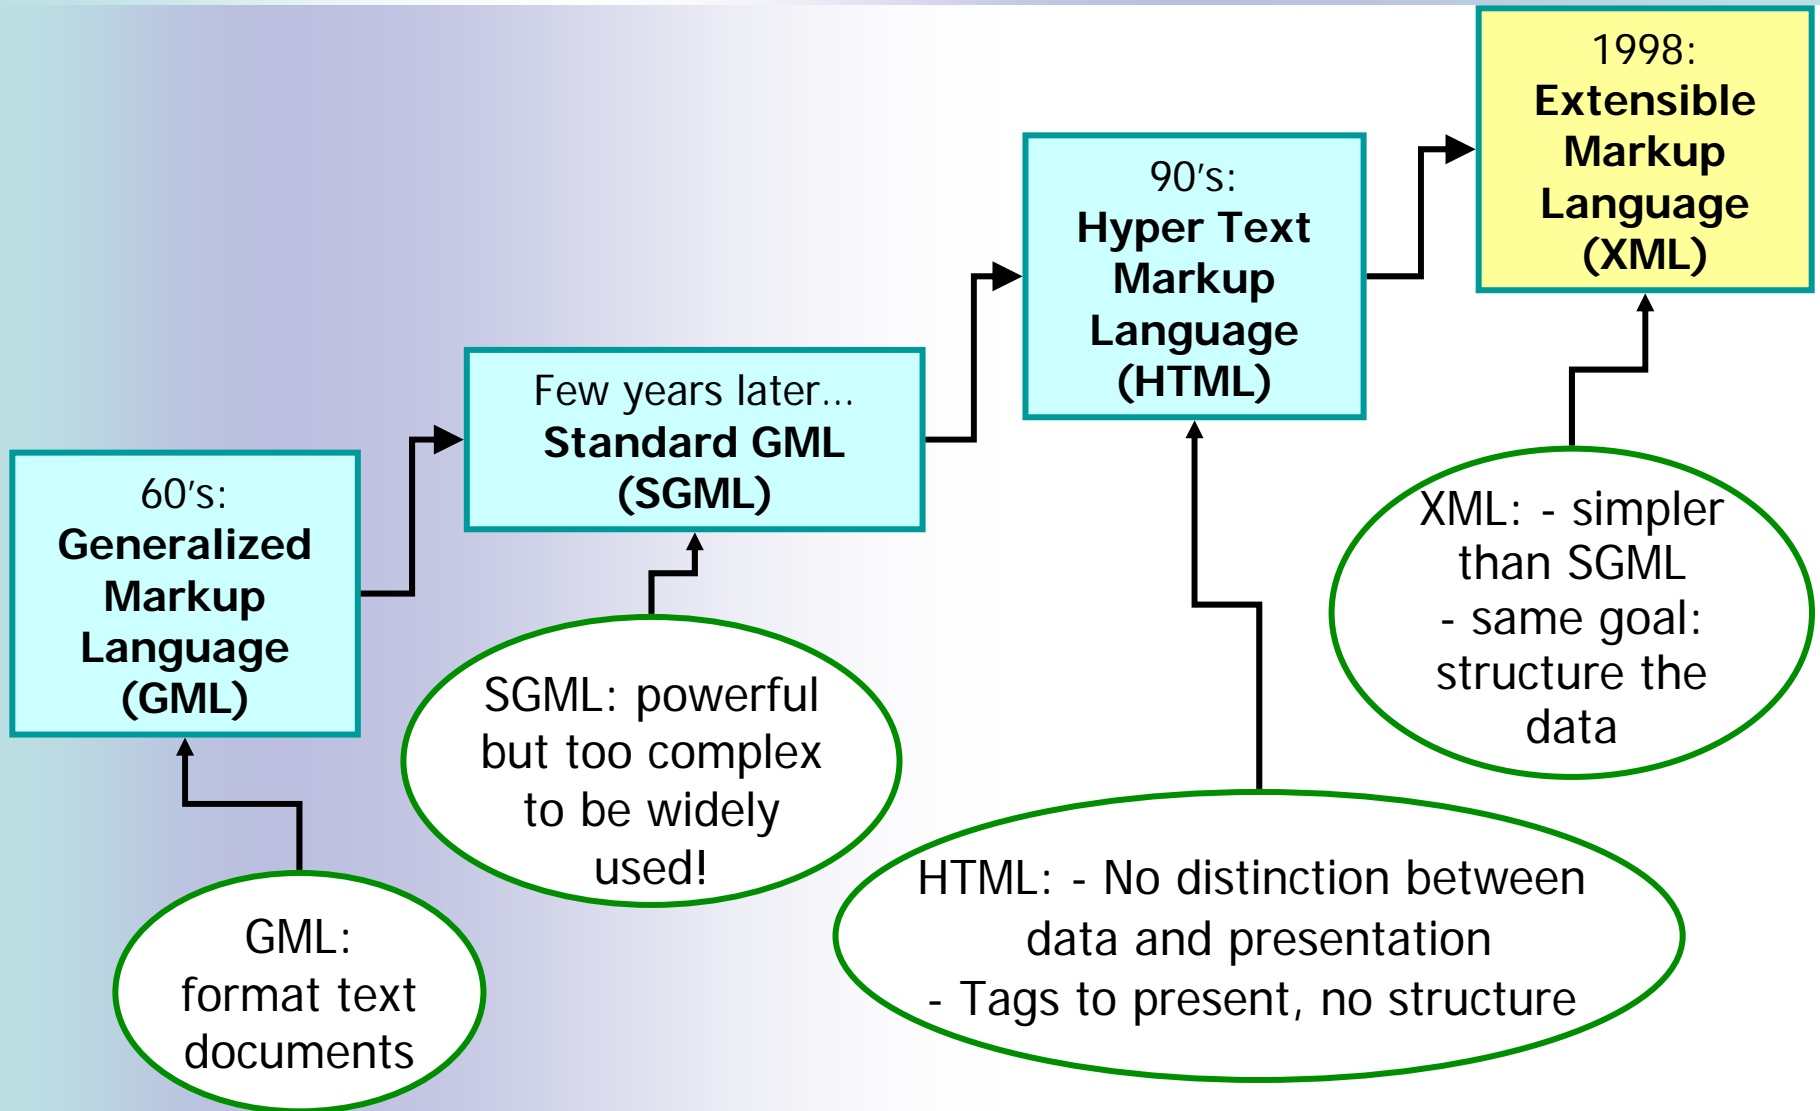 60's:
Generalized
Markup
Language
(GML)
Few years later...
Standard GML
(SGML)
90's:
Hyper Text
Markup
Language
(HTML)
1998:
Extensible
Markup
Language
(XML)
GML:
format text
documents
SGML: powerful
but too complex
to be widely
used!
HTML: - No distinction between
data and presentation
- Tags to present, no structure
XML: - simpler
than SGML
- same goal:
structure the
data